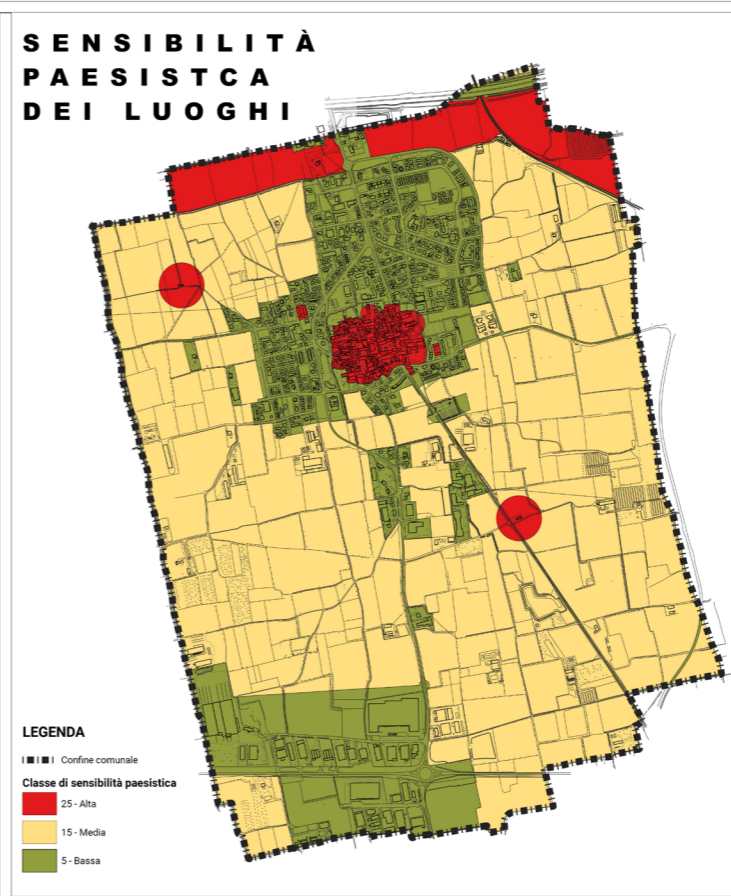 SENSIBILITÀ
PAESISTCA
DEI LUOGHI
LEGENDA
Confine comunale
Classe di sensibilità paesistica
25 - Alta
15 - Media
5 - Bassa